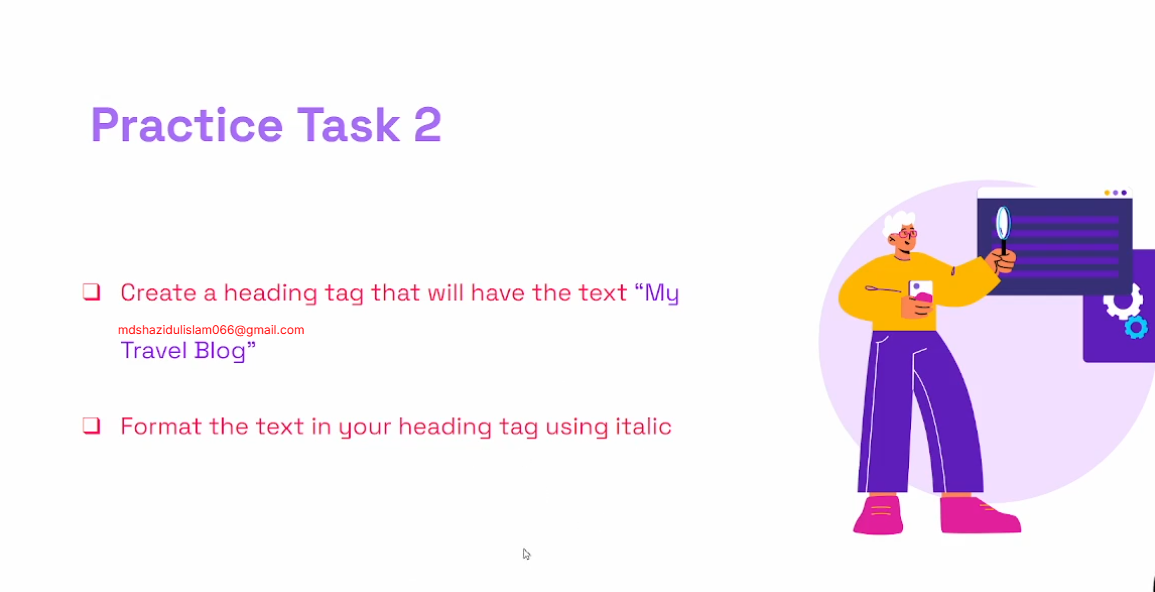 Practice Task 2
❑ Create a heading tag that will have the text “My
mdshazidulislam066@gmail.com
Travel Blog”
❑ Format the text in your heading tag using italic